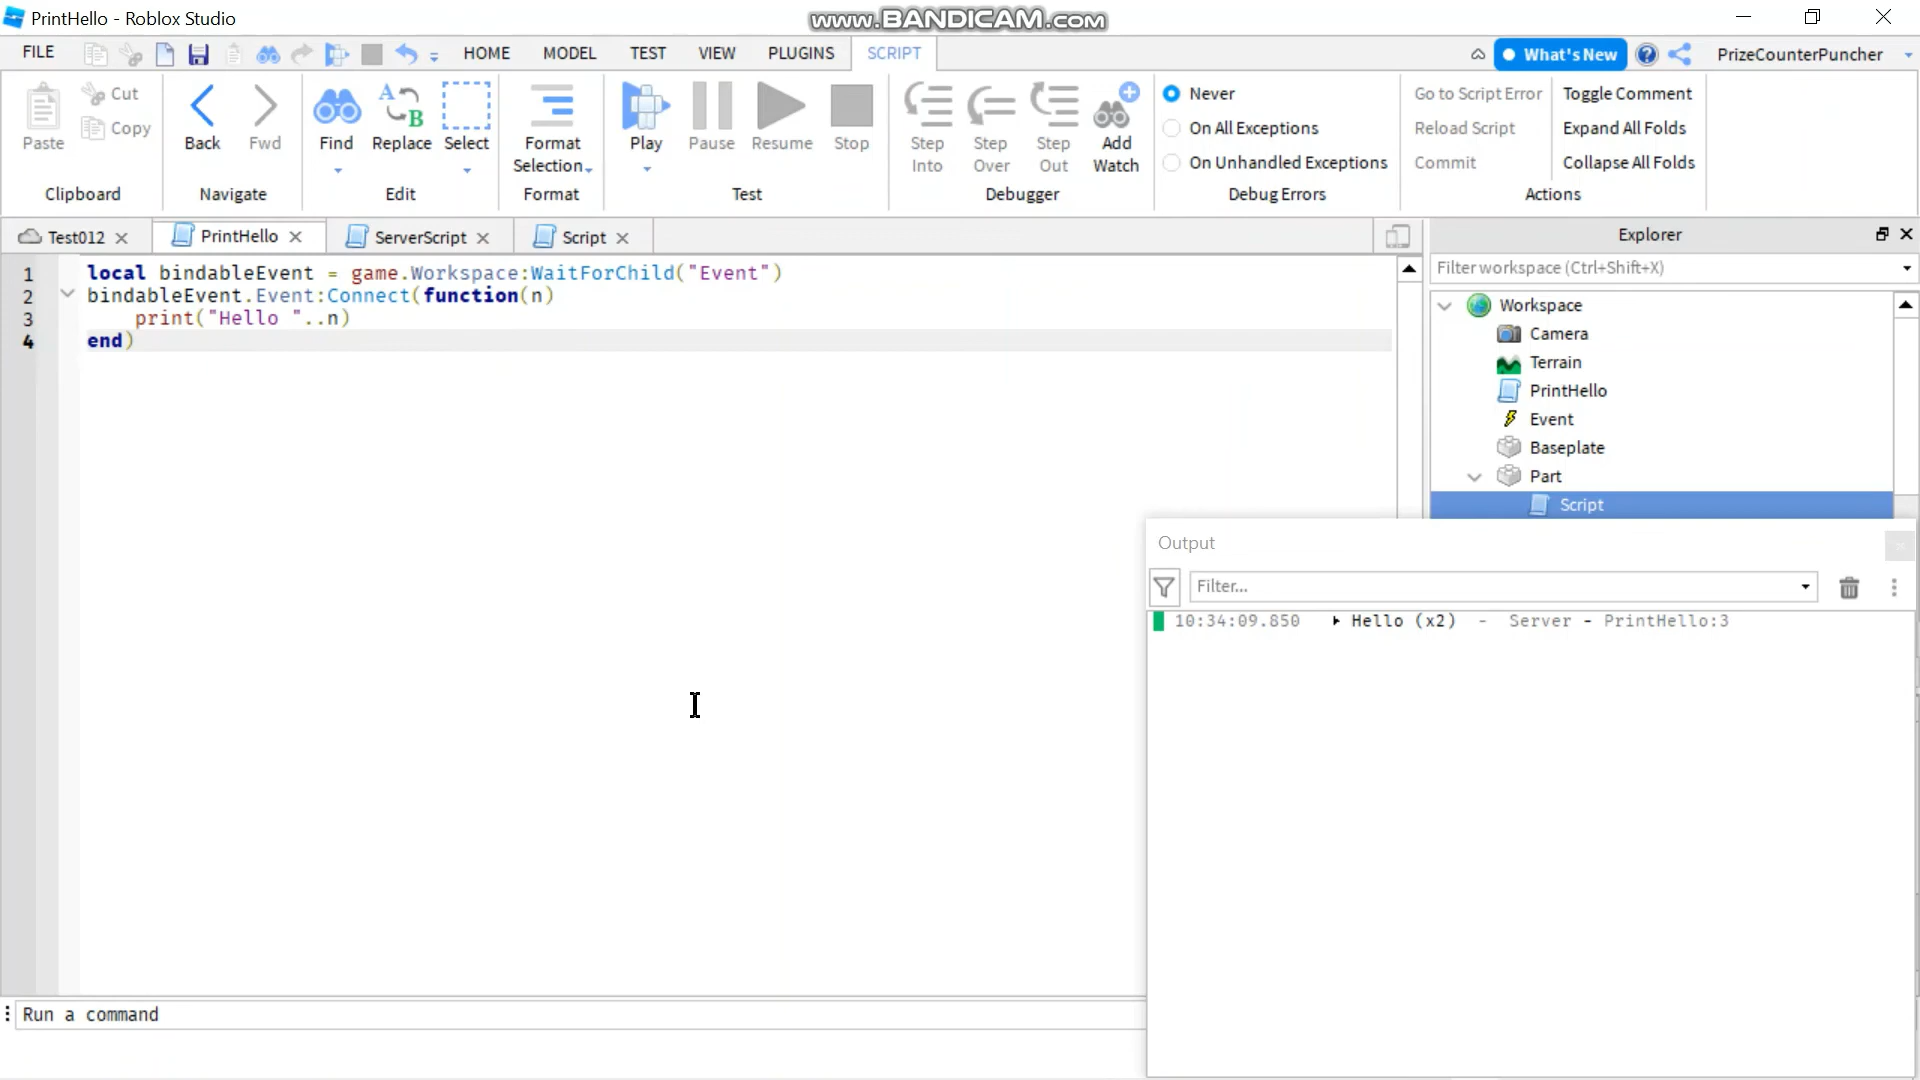 PrintHello - Roblox Studio
www.BANDICAM.com
FILE
HOME
MODEL
TEST
VIEW
PLUGINS
SCRIPT
What's New
PrizeCounterPuncher
Paste
Cut
Copy
Clipboard
Back
Fwd
Navigate
Find
Replace
Select
Edit
Format
Selection
Format
Play
Pause
Resume
Stop
Test
Step
Into
Step
Over
Step
Out
Add
Watch
Debugger
Never
On All Exceptions
On Unhandled Exceptions
Debug Errors
Go to Script Error
Reload Script
Commit
Toggle Comment
Expand All Folds
Collapse All Folds
Actions
Test012
PrintHello
ServerScript
Script
1 local bindableEvent = game.Workspace:WaitForChild("Event")
2 bindableEvent.Event:Connect(function(n)
3 print("Hello "..n)
4 end)
Explorer
Filter workspace (Ctrl+Shift+X)
Workspace
Camera
Terrain
PrintHello
Event
Baseplate
Part
Script
Output
Filter...
10:34:09.850 Hello (x2) - Server - PrintHello:3
Run a command